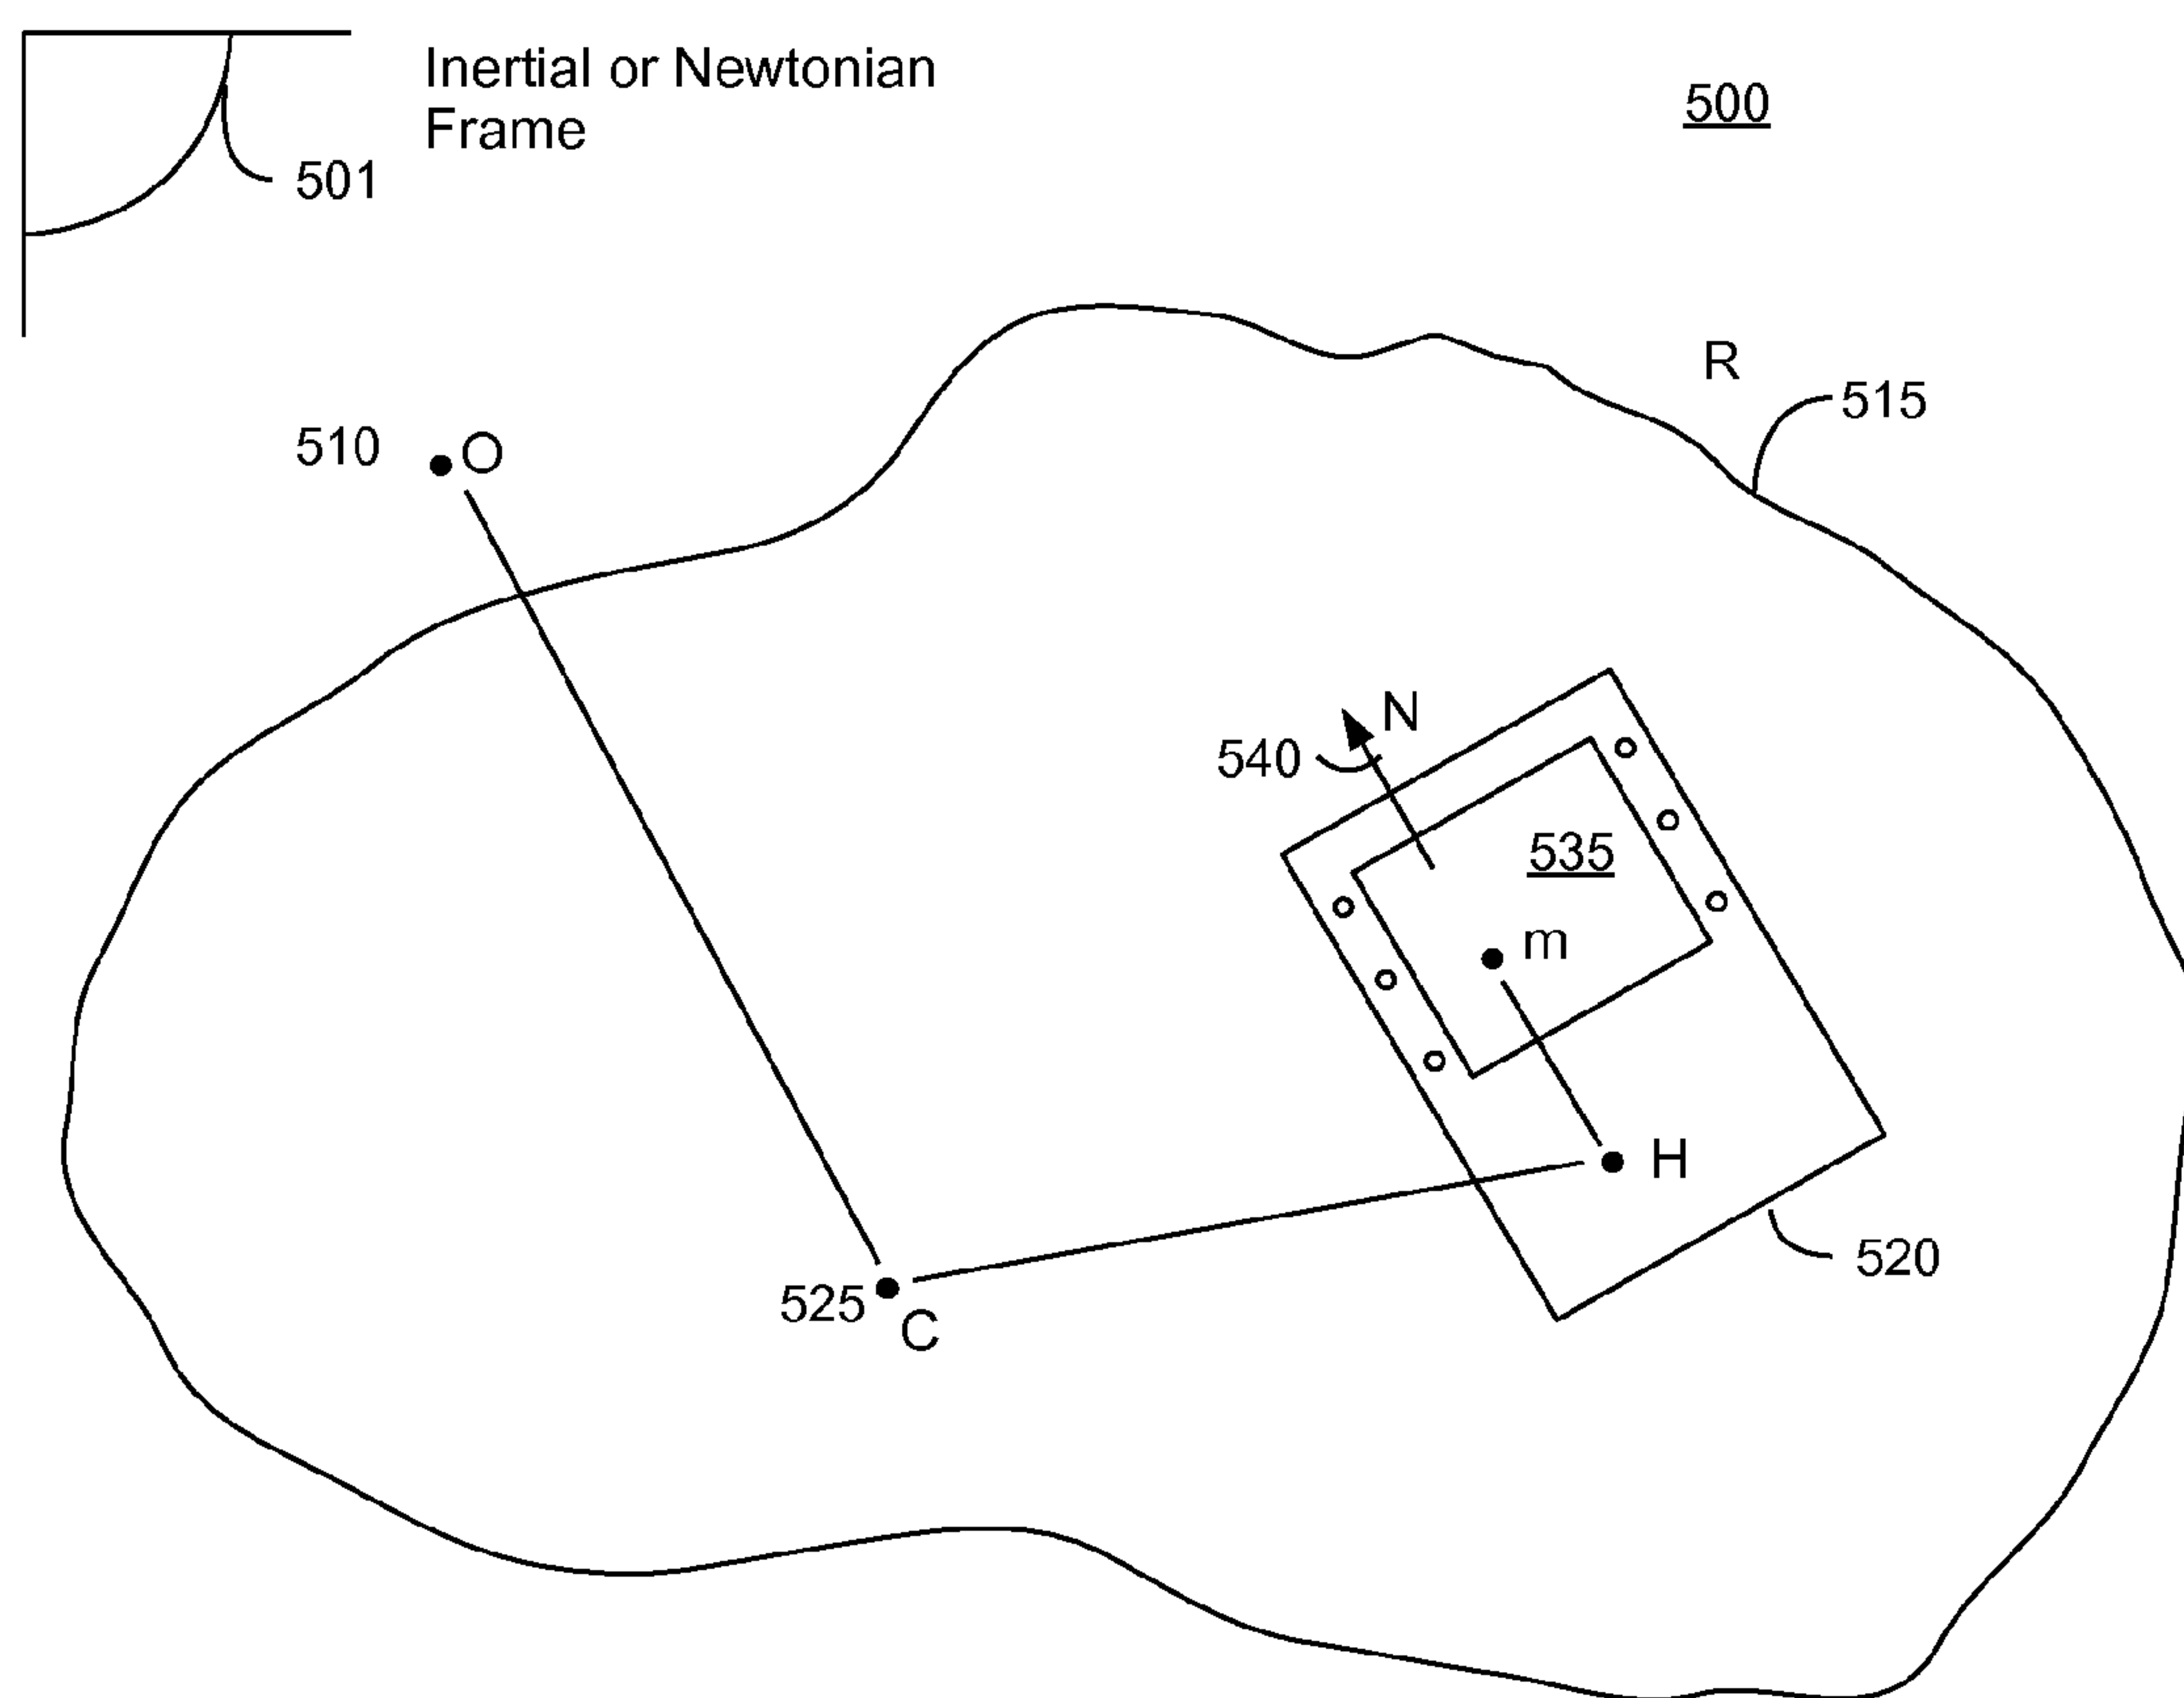 Inertial or Newtonian
Frame
500
501
R
515
510
O
N
540
535
m
H
520
525
C